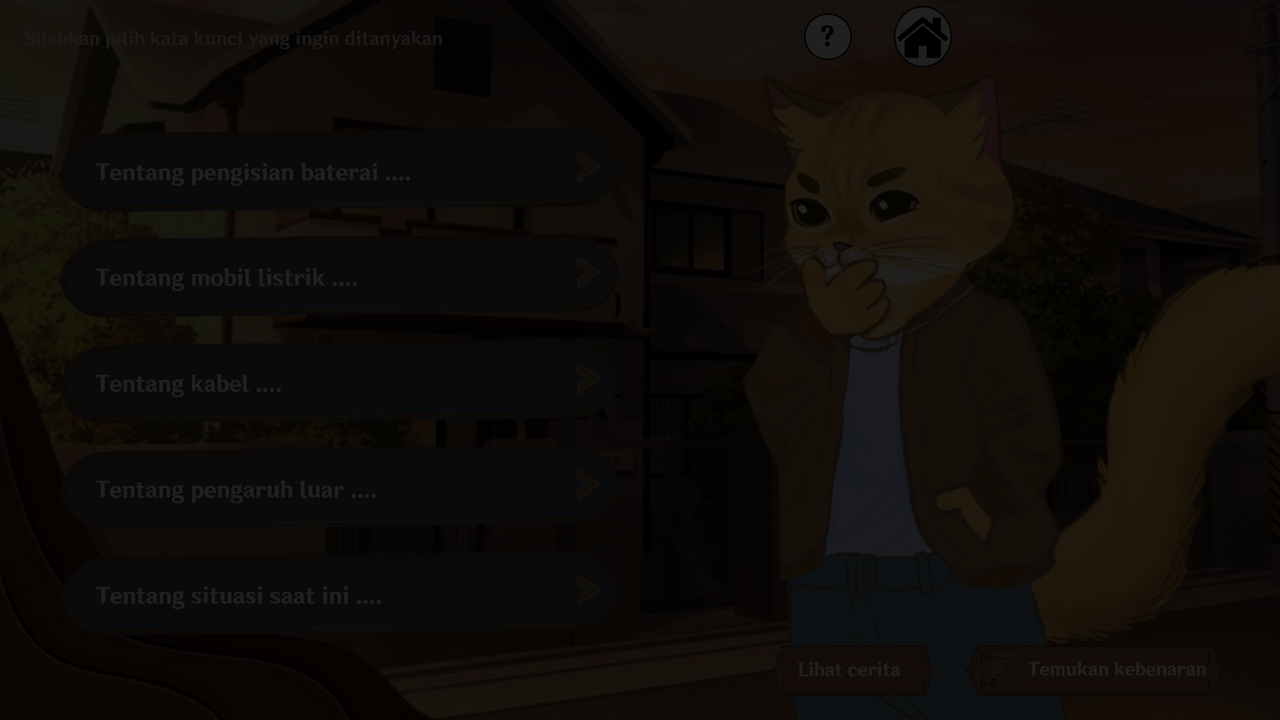 Silahkan pilih kata kunci yang ingin ditanyakan
?
Tentang pengisian baterai ....
Tentang mobil listrik ....
Tentang kabel ....
Tentang pengaruh luar ....
Tentang situasi saat ini ....
Lihat cerita
Temukan kebenaran